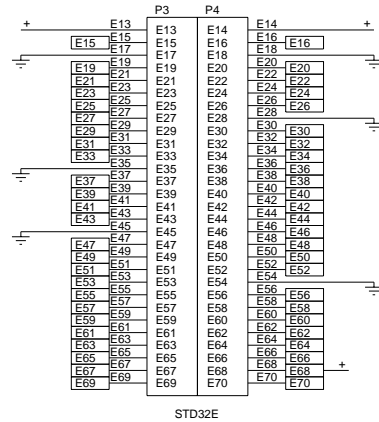 P3 P4
+ E13 E13 E14 E14 +
E15 E15 E15 E16 E16 E16
E17 E17 E18 E18
E19 E19 E19 E20 E20 E20
E21 E21 E21 E22 E22 E22
E23 E23 E23 E24 E24 E24
E25 E25 E25 E26 E26 E26
E27 E27 E27 E28 E28
E29 E29 E29 E30 E30 E30
E31 E31 E31 E32 E32 E32
E33 E33 E33 E34 E34 E34
E35 E35 E36 E36 E36
E37 E37 E37 E38 E38 E38
E39 E39 E39 E40 E40 E40
E41 E41 E41 E42 E42 E42
E43 E43 E43 E44 E44 E44
E45 E45 E46 E46 E46
E47 E47 E47 E48 E48 E48
E49 E49 E49 E50 E50 E50
E51 E51 E51 E52 E52 E52
E53 E53 E53 E54 E54
E55 E55 E55 E56 E56 E56
E57 E57 E57 E58 E58 E58
E59 E59 E59 E60 E60 E60
E61 E61 E61 E62 E62 E62
E63 E63 E63 E64 E64 E64
E65 E65 E65 E66 E66 E66
E67 E67 E67 E68 E68 E68 +
E69 E69 E69 E70 E70 E70
STD32E